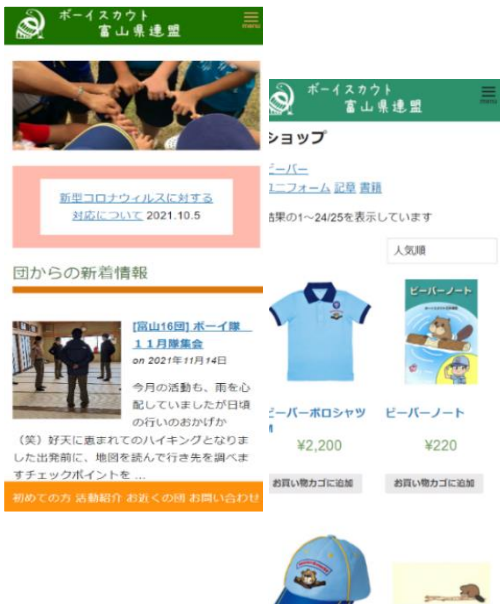 ボーイスカウト
富山県連盟
menu
新型コロナウィルスに対する
対応について 2021.10.5
団からの新着情報
[富山16団] ボーイ隊
１１月隊集会
on 2021年11月14日
今月の活動も、雨を心
配していましたが日頃
の行いのおかげか
（笑）好天に恵まれてのハイキングとなりま
した出発前に、地図を読んで行き先を調べま
すチェックポイントを ...
初めての方 活動紹介 お近くの団 お問い合わせ
ボーイスカウト
富山県連盟
menu
ショップ
ビーバー
ユニフォーム 記章 書籍
結果の1～24/25を表示しています
人気順
ビーバーノート
ビーバーポロシャツ
M
¥2,200
お買い物カゴに追加
ビーバーノート
¥220
お買い物カゴに追加